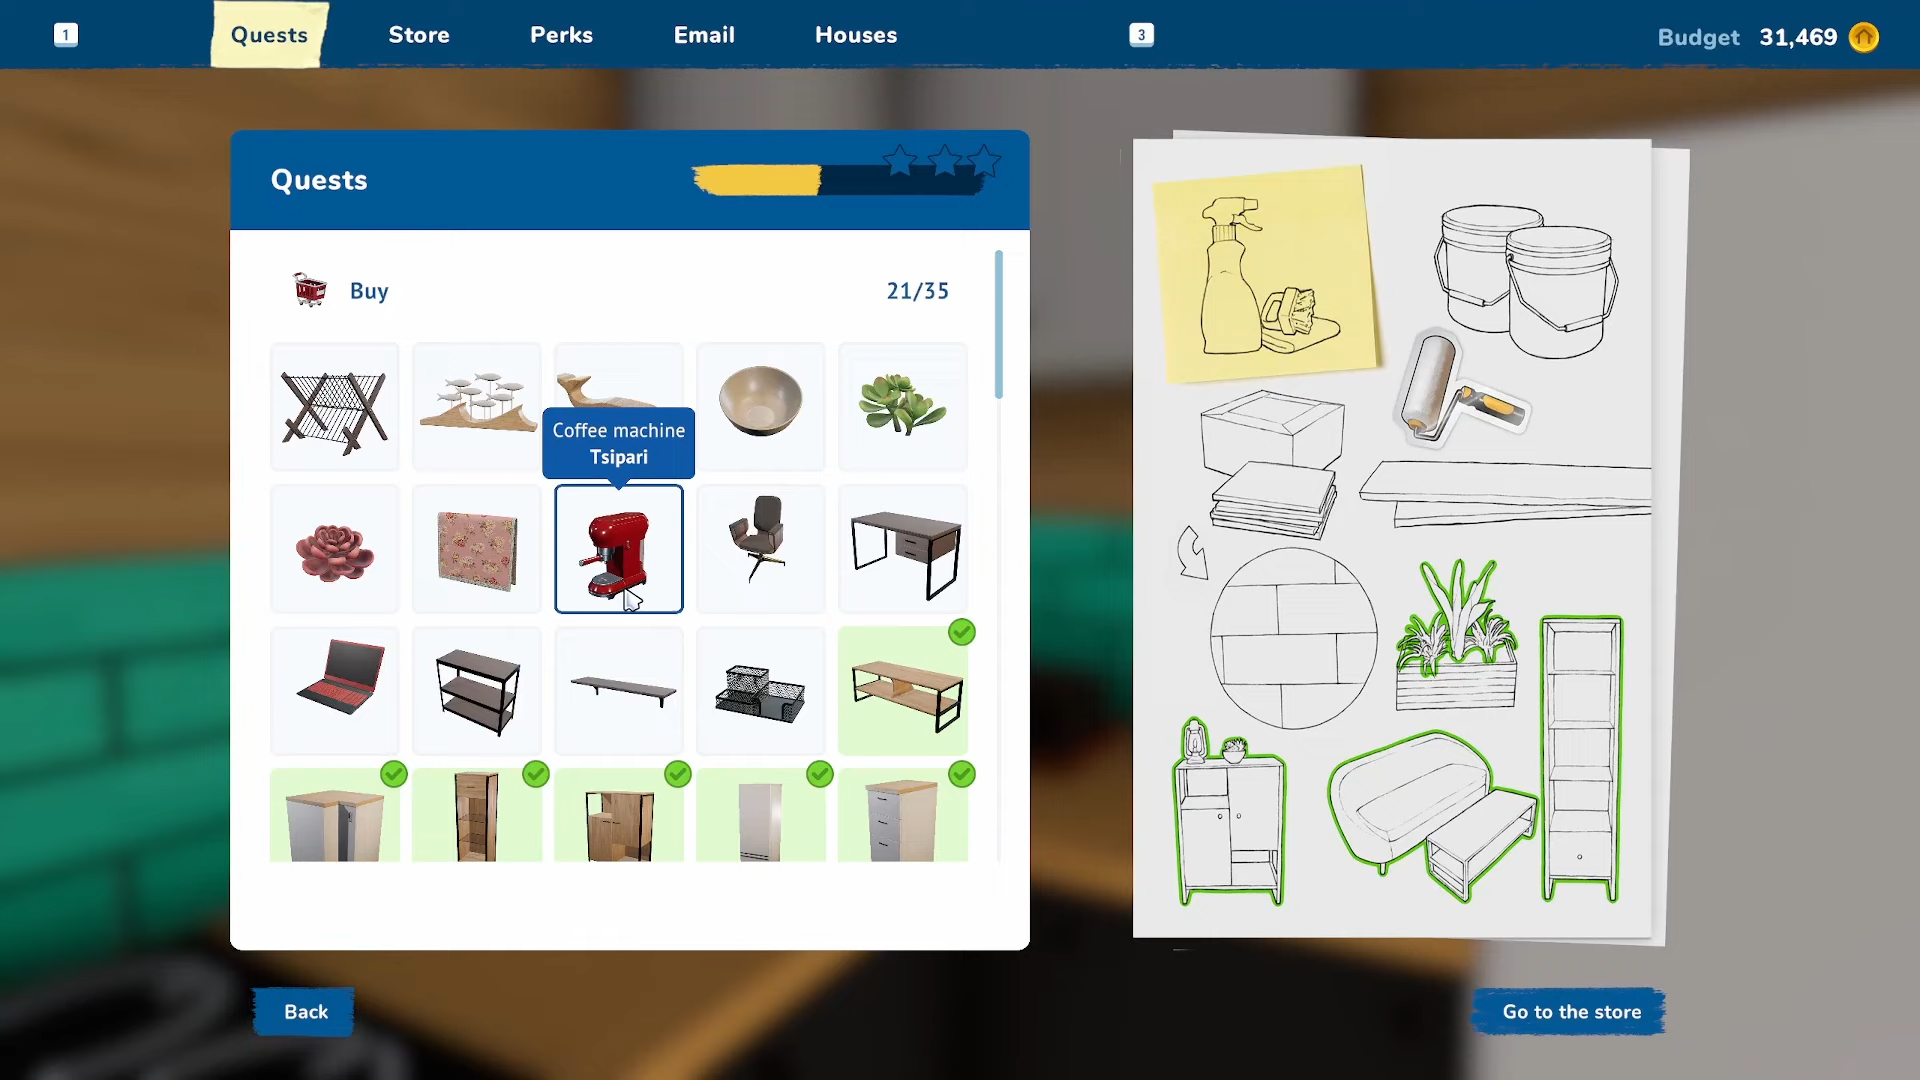 1
Quests
Store
Perks
Email
Houses
3
Budget 31,469
Quests
Buy
21/35
Coffee machine
Tsipari
Back
Go to the store